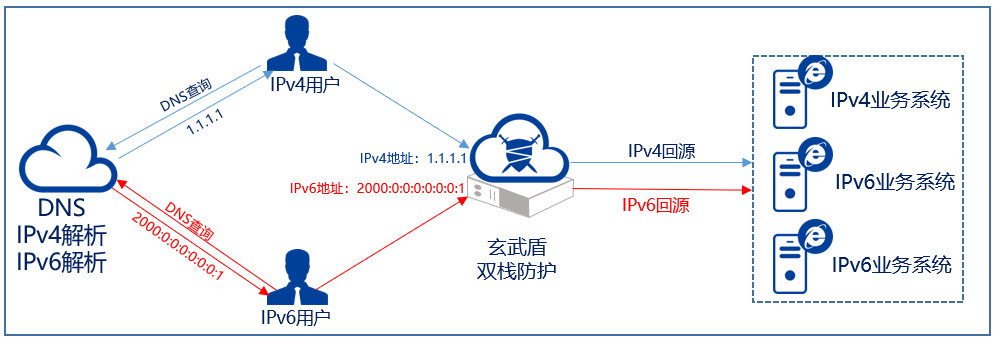 DNS查询
1.1.1.1
IPv4用户
DNS
IPv4解析
IPv6解析
DNS查询
2000:0:0:0:0:0:0:1
IPv6用户
IPv4地址：1.1.1.1
IPv6地址：2000:0:0:0:0:0:0:1
玄武盾
双栈防护
IPv4回源
IPv6回源
IPv4业务系统
IPv6业务系统
IPv6业务系统